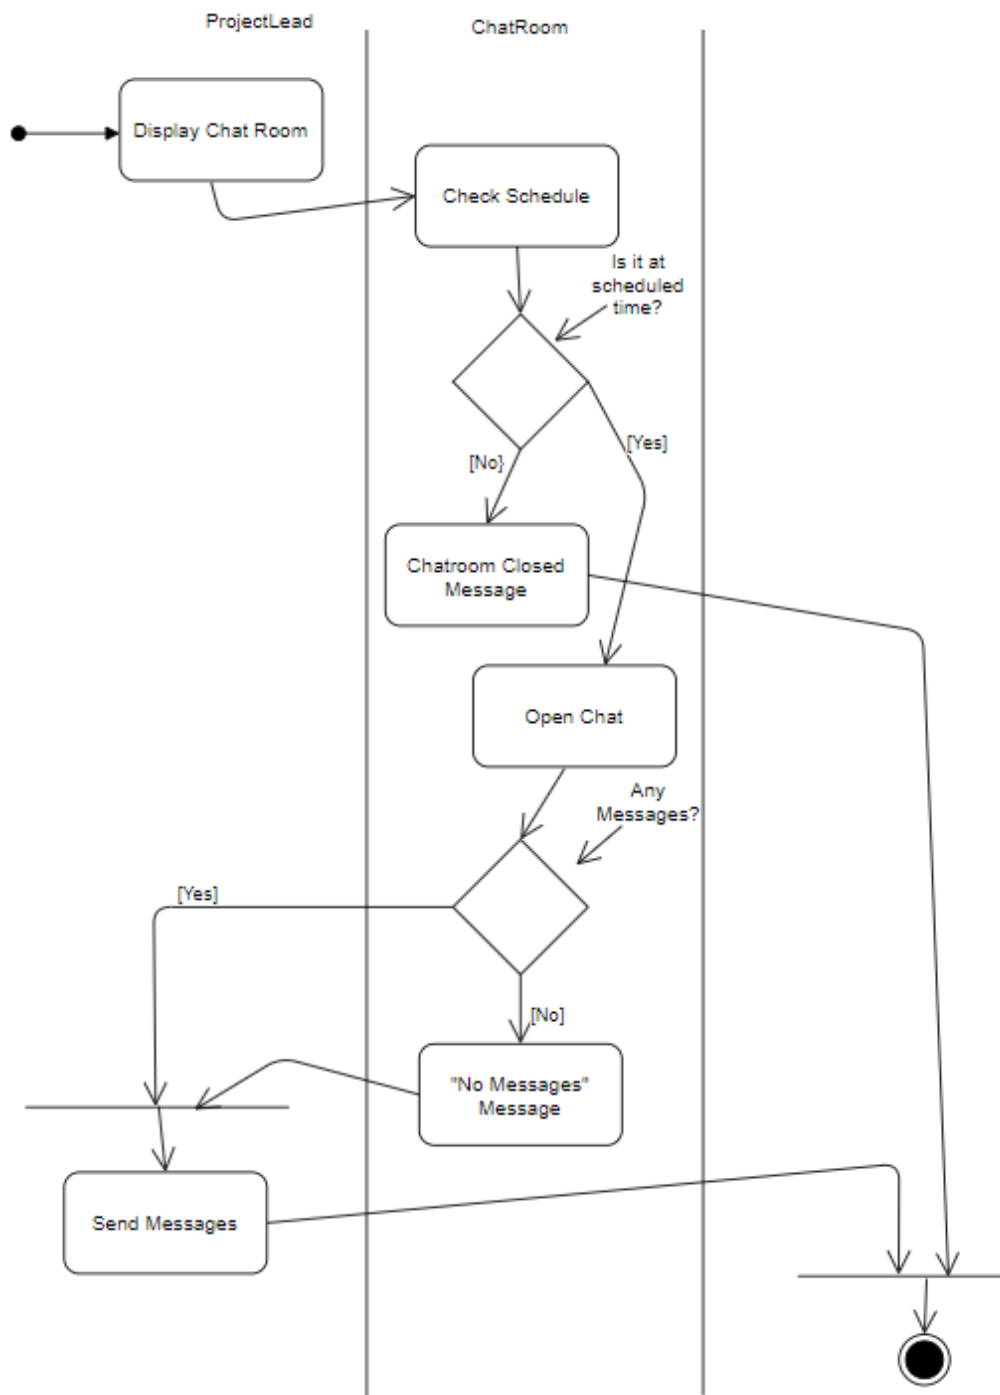 ProjectLead
ChatRoom
Display Chat Room
Check Schedule
Is it at
scheduled
time?
[Yes]
[No}
Chatroom Closed
Message
Open Chat
Any
Messages?
[Yes]
[No]
"No Messages"
Message
Send Messages